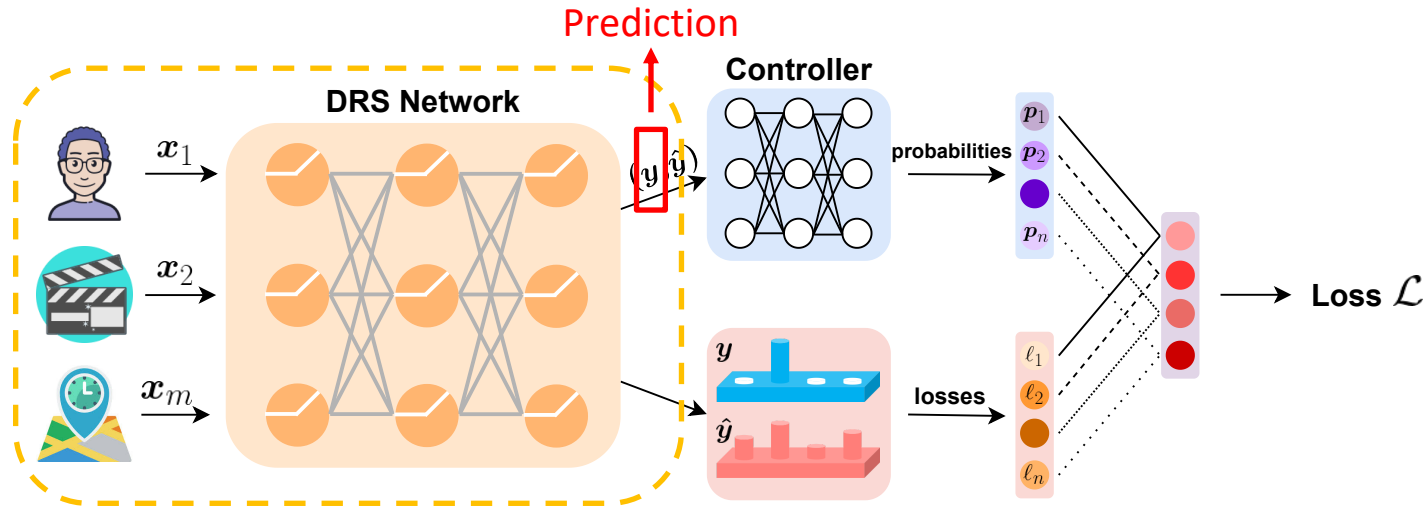 Prediction
Controller
DRS Network
x₁
(y, ŷ)
probabilities
p₁
p₂
pₙ
x₂
Loss ℒ
y
ŷ
losses
ℓ₁
ℓ₂
ℓₙ
xₘ